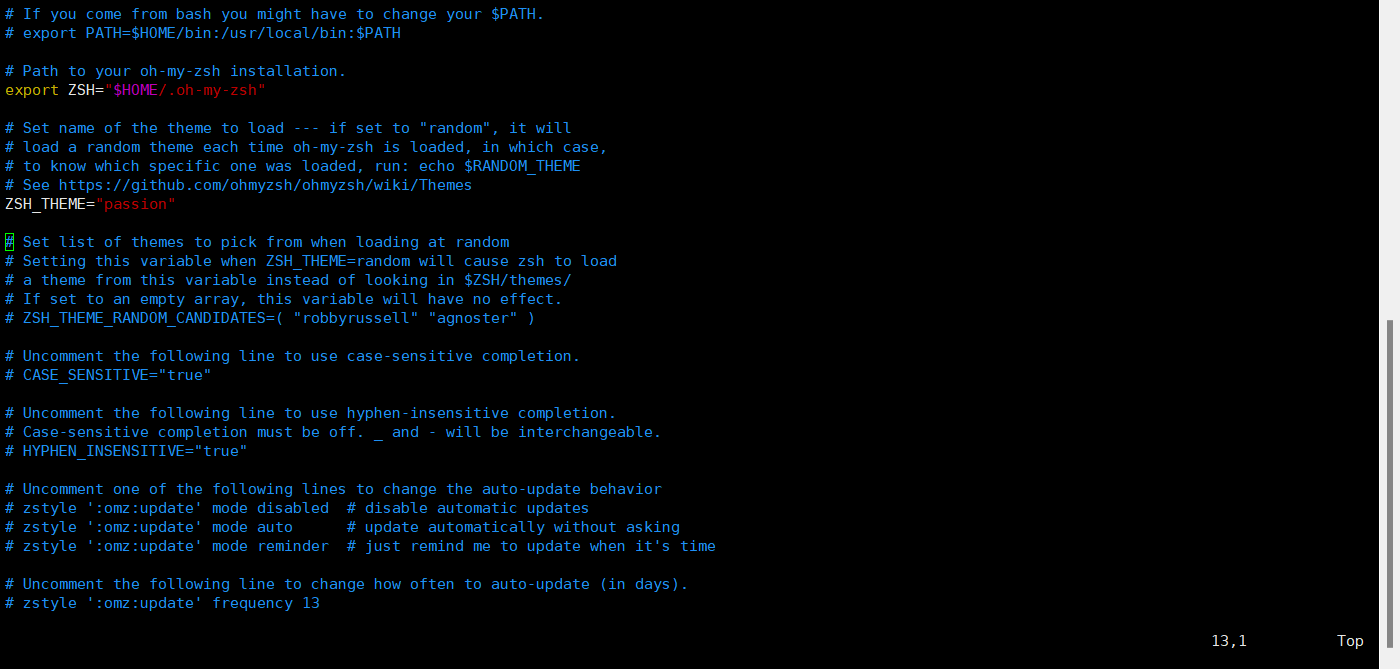 # If you come from bash you might have to change your $PATH.
# export PATH=$HOME/bin:/usr/local/bin:$PATH

# Path to your oh-my-zsh installation.
export ZSH="$HOME/.oh-my-zsh"

# Set name of the theme to load --- if set to "random", it will
# load a random theme each time oh-my-zsh is loaded, in which case,
# to know which specific one was loaded, run: echo $RANDOM_THEME
# See https://github.com/ohmyzsh/ohmyzsh/wiki/Themes
ZSH_THEME="passion"

# Set list of themes to pick from when loading at random
# Setting this variable when ZSH_THEME=random will cause zsh to load
# a theme from this variable instead of looking in $ZSH/themes/
# If set to an empty array, this variable will have no effect.
# ZSH_THEME_RANDOM_CANDIDATES=( "robbyrussell" "agnoster" )

# Uncomment the following line to use case-sensitive completion.
# CASE_SENSITIVE="true"

# Uncomment the following line to use hyphen-insensitive completion.
# Case-sensitive completion must be off. _ and - will be interchangeable.
# HYPHEN_INSENSITIVE="true"

# Uncomment one of the following lines to change the auto-update behavior
# zstyle ':omz:update' mode disabled  # disable automatic updates
# zstyle ':omz:update' mode auto      # update automatically without asking
# zstyle ':omz:update' mode reminder  # just remind me to update when it's time

# Uncomment the following line to change how often to auto-update (in days).
# zstyle ':omz:update' frequency 13
13,1 Top